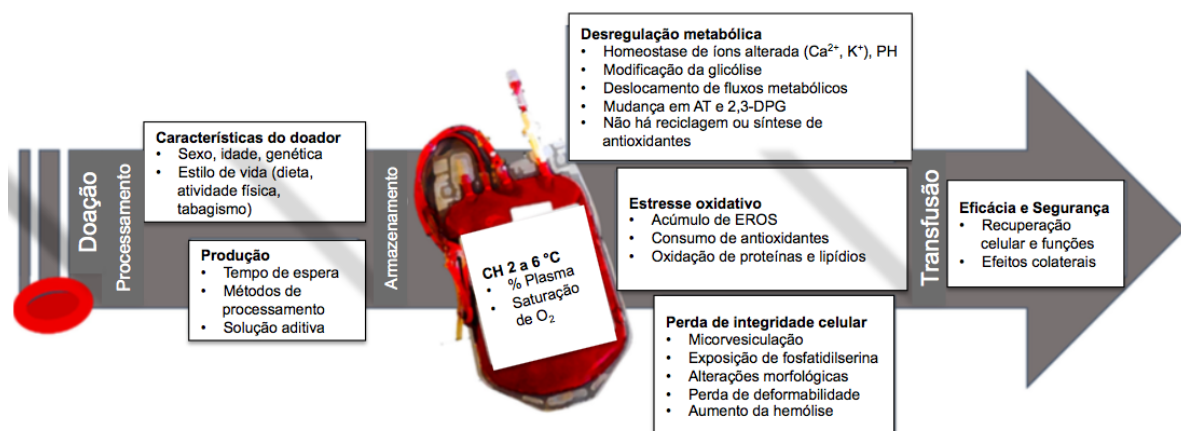 Doação
Processamento
Características do doador
• Sexo, idade, genética
• Estilo de vida (dieta,
atividade física,
tabagismo)
Produção
• Tempo de espera
• Métodos de
processamento
• Solução aditiva
Armazenamento
CH 2 a 6 °C
• % Plasma
• Saturação
de O₂
Desregulação metabólica
• Homeostase de íons alterada (Ca²⁺, K⁺), PH
• Modificação da glicólise
• Deslocamento de fluxos metabólicos
• Mudança em AT e 2,3-DPG
• Não há reciclagem ou síntese de
antioxidantes
Estresse oxidativo
• Acúmulo de EROS
• Consumo de antioxidantes
• Oxidação de proteínas e lipídios
Perda de integridade celular
• Micorvesiculação
• Exposição de fosfatidilserina
• Alterações morfológicas
• Perda de deformabilidade
• Aumento da hemólise
Transfusão
Eficácia e Segurança
• Recuperação
celular e funções
• Efeitos colaterais